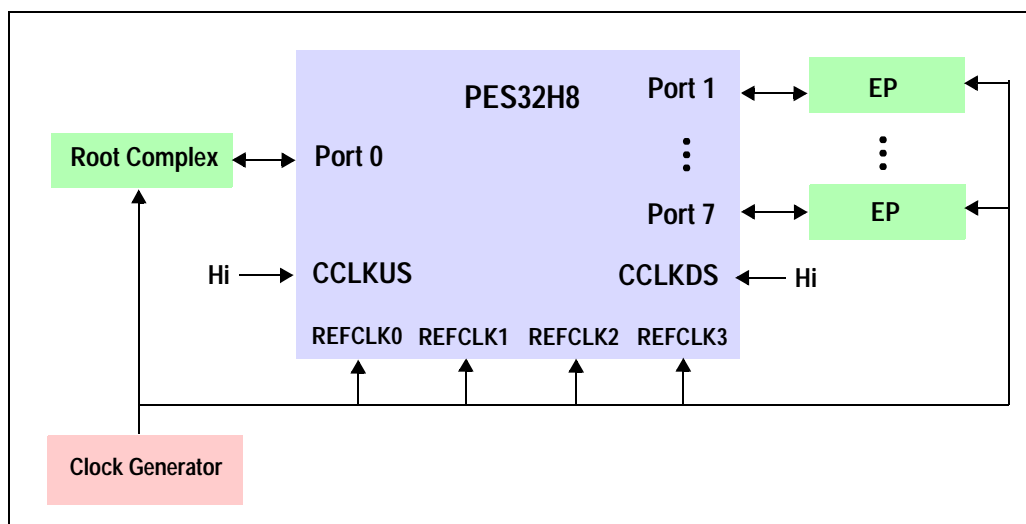 PES32H8
Port 1
EP
Root Complex
Port 0
Port 7
EP
Hi
CCLKUS
CCLKDS
Hi
REFCLK0 REFCLK1 REFCLK2 REFCLK3
Clock Generator